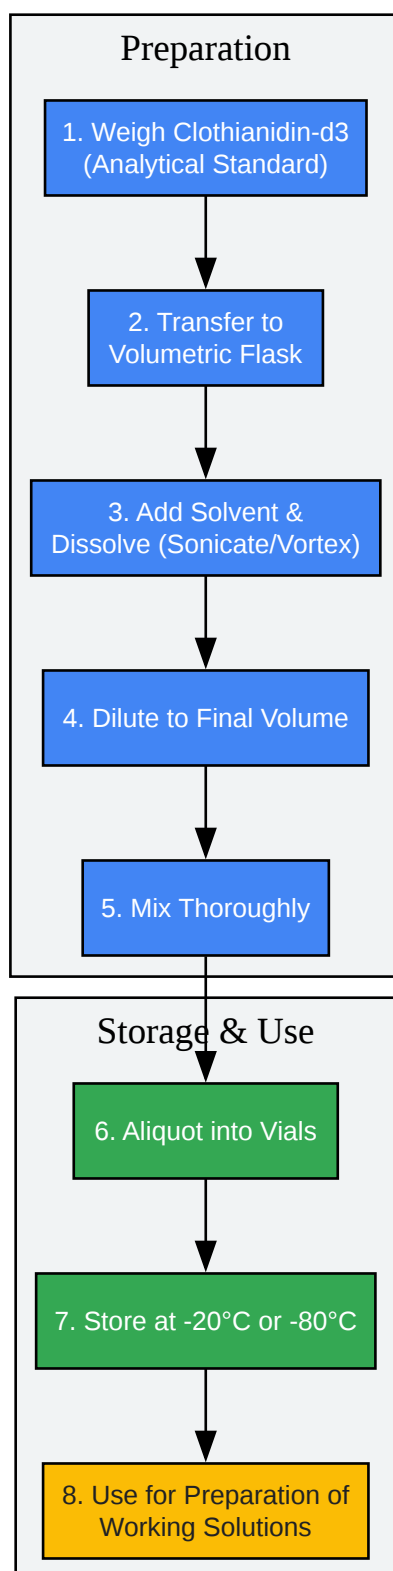 Preparation
1. Weigh Clothianidin-d3
(Analytical Standard)
2. Transfer to
Volumetric Flask
3. Add Solvent &
Dissolve (Sonicate/Vortex)
4. Dilute to Final Volume
5. Mix Thoroughly
Storage & Use
6. Aliquot into Vials
7. Store at -20°C or -80°C
8. Use for Preparation of
Working Solutions